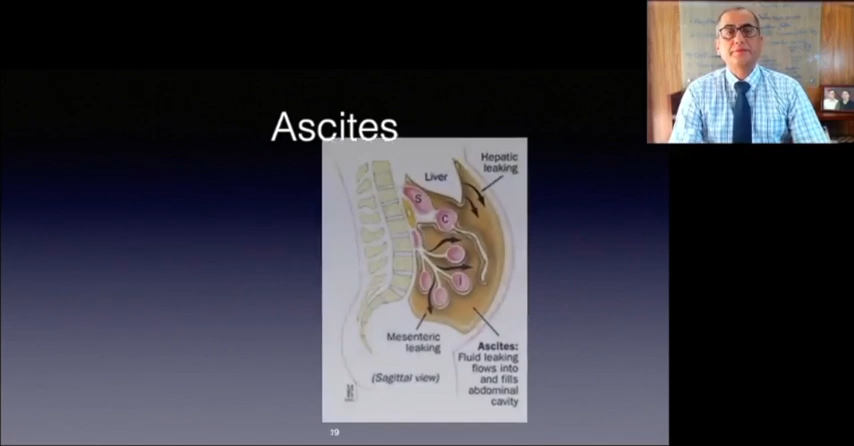 Ascites
Hepatic
leaking
Liver
S
C
I
Mesenteric
leaking
(Sagittal view)
Ascites:
Fluid leaking
flows into
and fills
abdominal
cavity
19